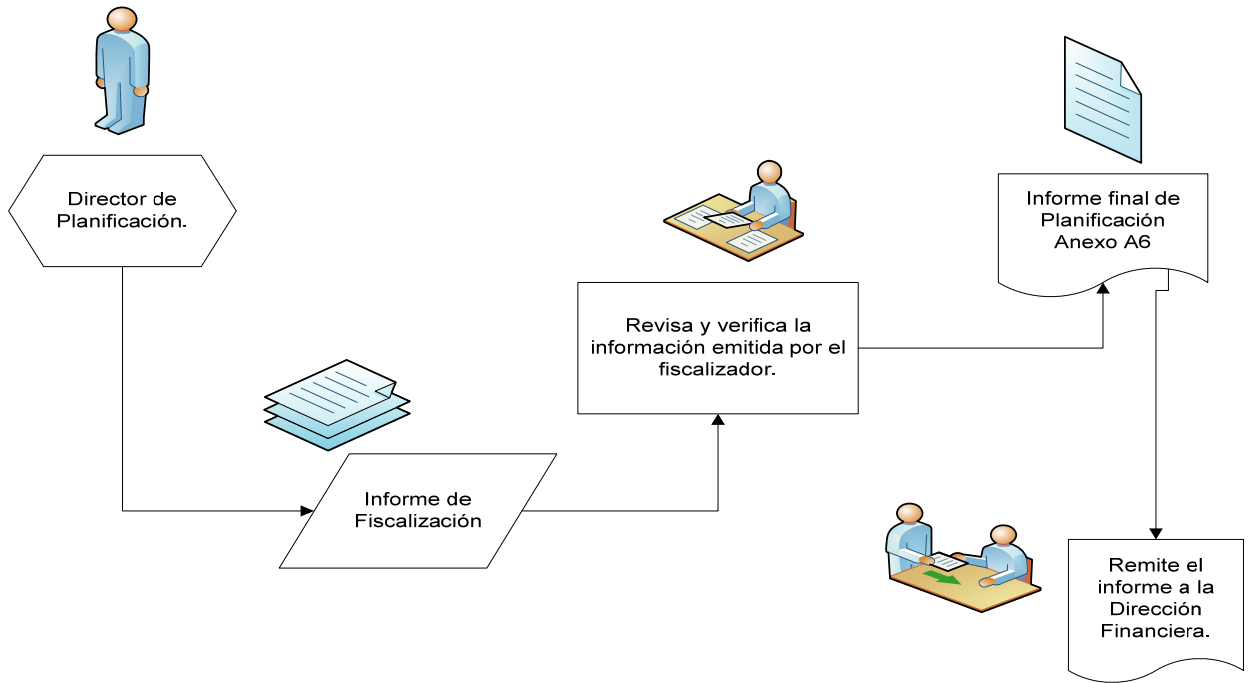 Director de
Planificación.
Informe de
Fiscalización
Revisa y verifica la
información emitida por el
fiscalizador.
Informe final de
Planificación
Anexo A6
Remite el
informe a la
Dirección
Financiera.